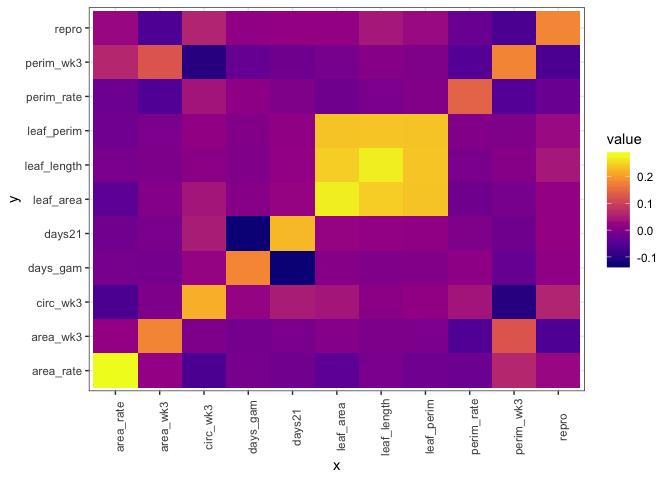 repro
perim_wk3
perim_rate
leaf_perim
leaf_length
leaf_area
days21
days_gam
circ_wk3
area_wk3
area_rate
y
area_rate
area_wk3
circ_wk3
days_gam
days21
leaf_area
leaf_length
leaf_perim
perim_rate
perim_wk3
repro
x
value
0.2
0.1
0.0
-0.1